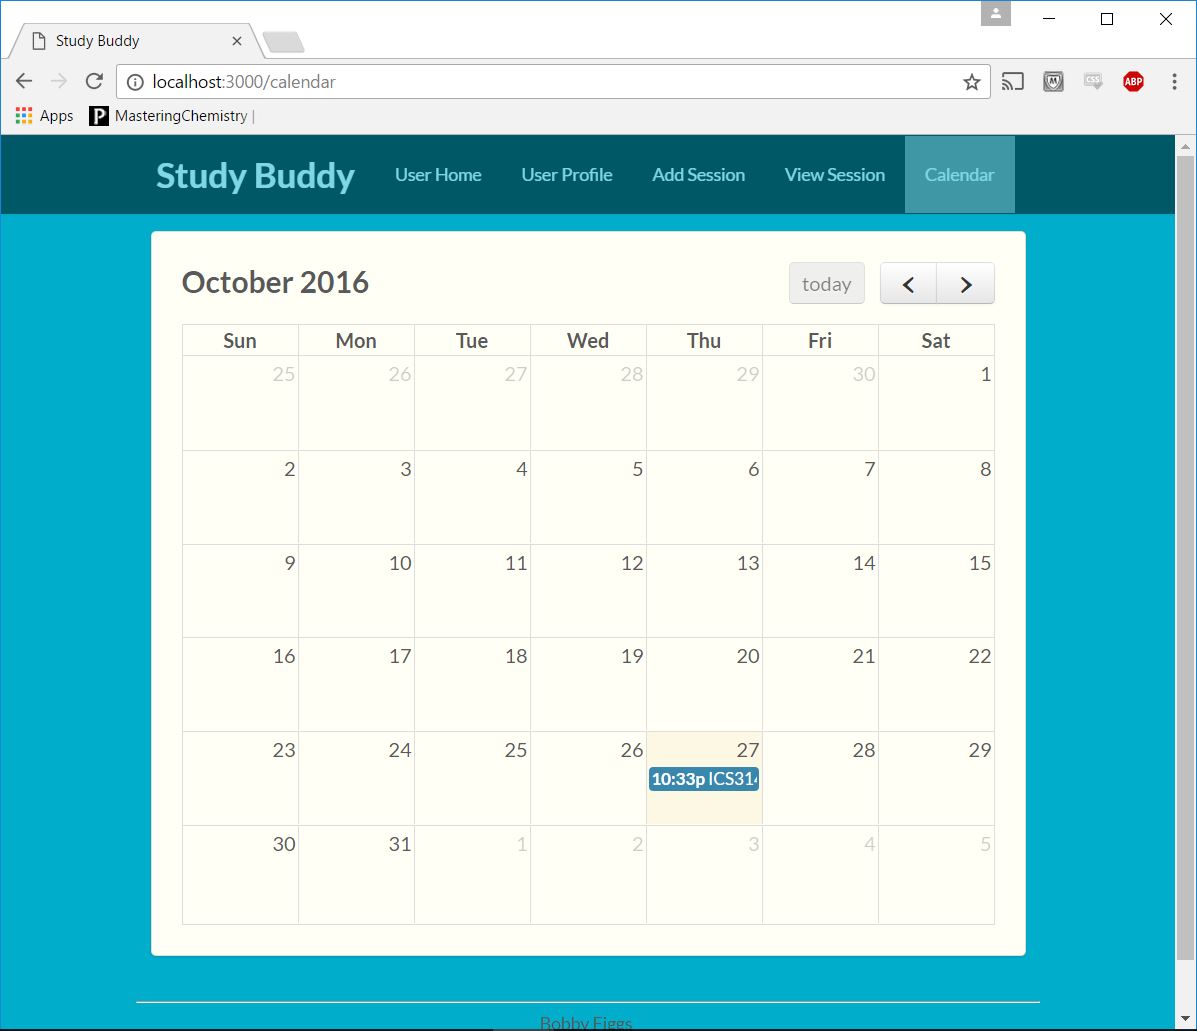 Study Buddy
localhost:3000/calendar
ABP
Apps MasteringChemistry |
Study Buddy User Home User Profile Add Session View Session Calendar
October 2016 today
Sun Mon Tue Wed Thu Fri Sat
25 26 27 28 29 30 1
2 3 4 5 6 7 8
9 10 11 12 13 14 15
16 17 18 19 20 21 22
23 24 25 26 27 28 29
10:33p ICS314
30 31 1 2 3 4 5
Bobby Figgs